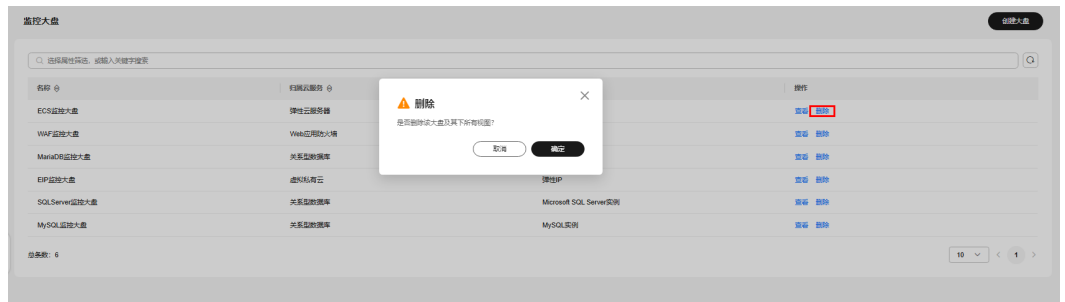 监控大盘
创建大盘
选择属性筛选，或输入关键字搜索
名称 归属云服务 操作
ECS监控大盘 弹性云服务器 查看 删除
WAF监控大盘 Web应用防火墙 查看 删除
MariaDB监控大盘 关系型数据库 查看 删除
EIP监控大盘 虚拟私有云 弹性IP 查看 删除
SQLServer监控大盘 关系型数据库 Microsoft SQL Server实例 查看 删除
MySQL监控大盘 关系型数据库 MySQL实例 查看 删除
总条数：6
10 < 1 >
删除
是否删除该大盘及其下所有视图?
取消 确定